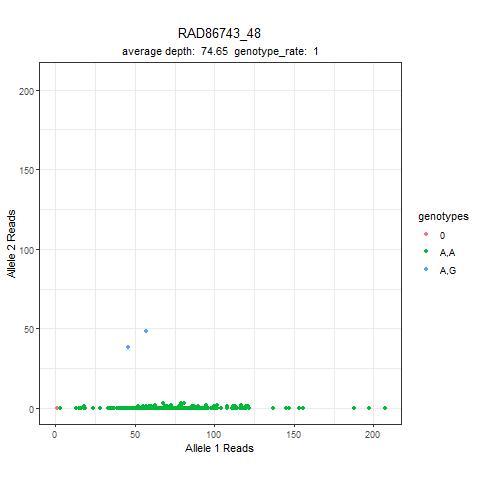 RAD86743_48
average depth: 74.65 genotype_rate: 1
200
150
100
50
0
Allele 2 Reads
0 50 100 150 200
Allele 1 Reads
genotypes
0
A,A
A,G